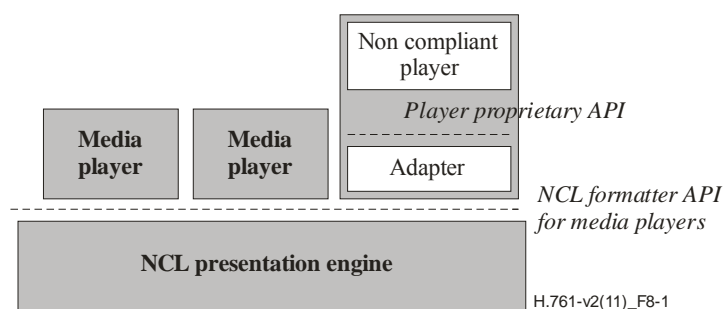 Non compliant
player
Player proprietary API
Media
player
Media
player
Adapter
NCL formatter API
for media players
NCL presentation engine
H.761-v2(11)_F8-1